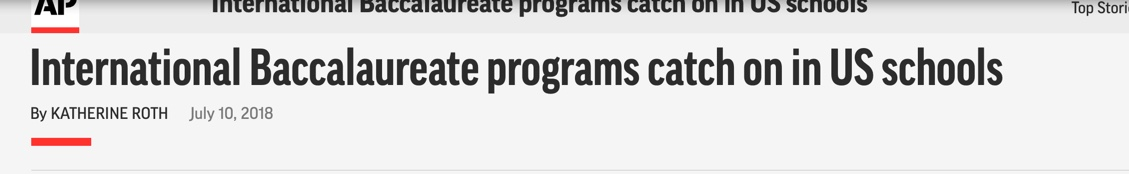 AP International Baccalaureate programs catch on in US schools Top Stori
International Baccalaureate programs catch on in US schools
By KATHERINE ROTH July 10, 2018